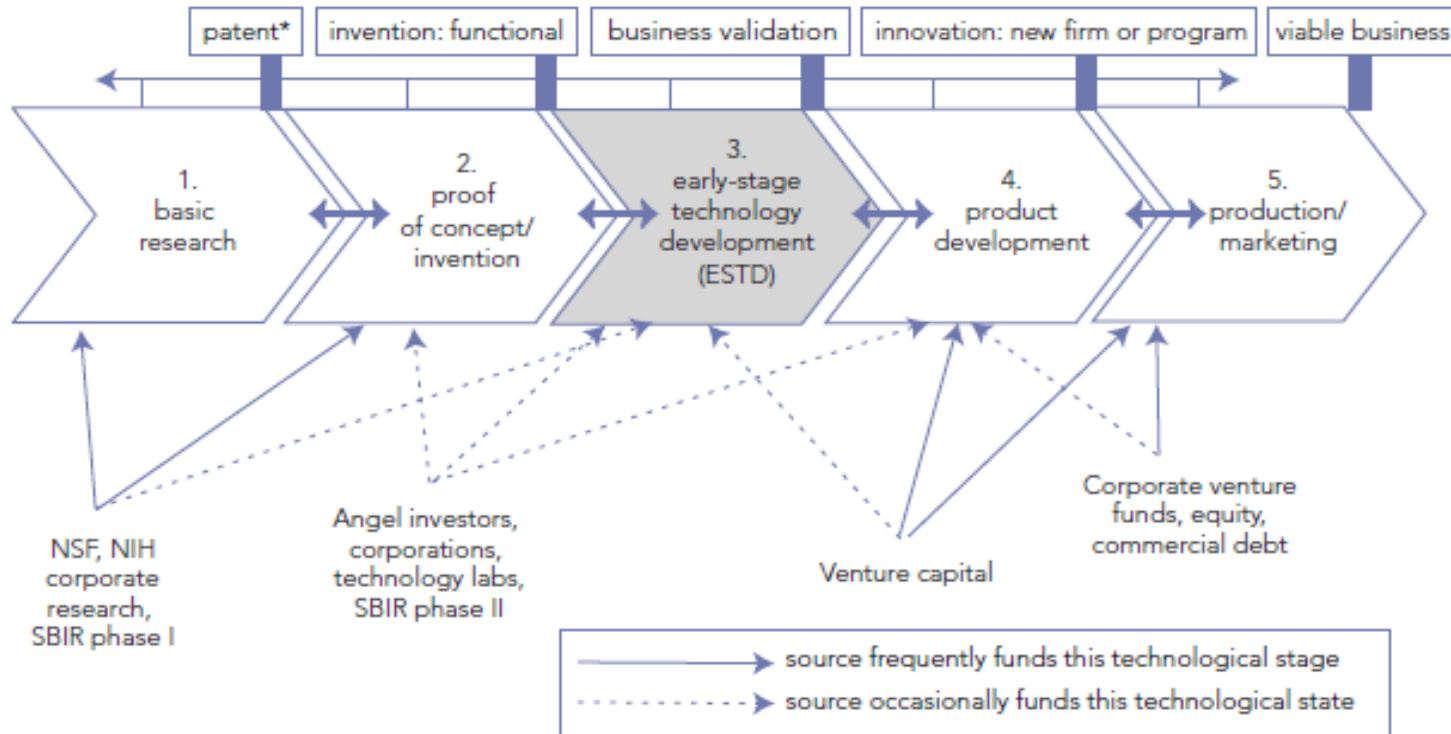 patent*
invention: functional
business validation
innovation: new firm or program
viable business
1.
basic
research
2.
proof
of concept/
invention
3.
early-stage
technology
development
(ESTD)
4.
product
development
5.
production/
marketing
NSF, NIH
corporate
research,
SBIR phase I
Angel investors,
corporations,
technology labs,
SBIR phase II
Venture capital
Corporate venture
funds, equity,
commercial debt
source frequently funds this technological stage
source occasionally funds this technological state